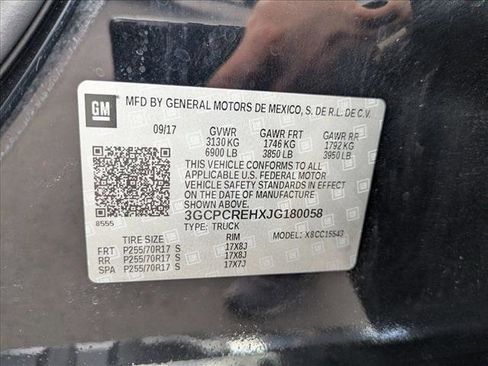 GM MFD BY GENERAL MOTORS DE MEXICO, S. DE R.L. DE C.V.
09/17 GVWR GAWR FRT GAWR RR
3130 KG 1746 KG 1792 KG
6900 LB 3850 LB 3950 LB
THIS VEHICLE CONFORMS TO ALL
APPLICABLE U.S. FEDERAL MOTOR
VEHICLE SAFETY STANDARDS IN EFFECT
ON THE DATE OF MANUFACTURE
SHOWN ABOVE.
8555 3GCPCREHXJG180058
TYPE: TRUCK
TIRE SIZE RIM MODEL: X8CC15543
FRT P255/70R17 S 17X8J
RR P255/70R17 S 17X8J
SPA P255/70R17 S 17X7J